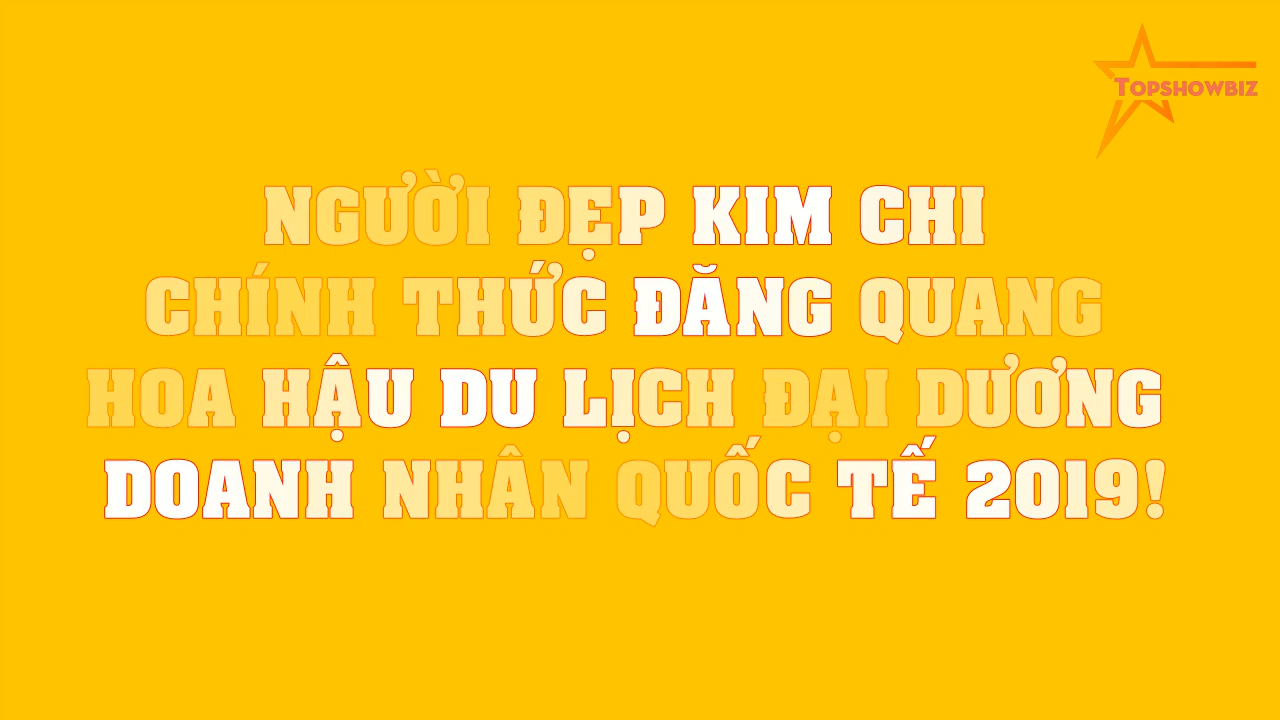 TOPSHOWBIZ
NGƯỜI ĐẸP KIM CHI
CHÍNH THỨC ĐĂNG QUANG
HOA HẬU DU LỊCH ĐẠI DƯƠNG
DOANH NHÂN QUỐC TẾ 2019!